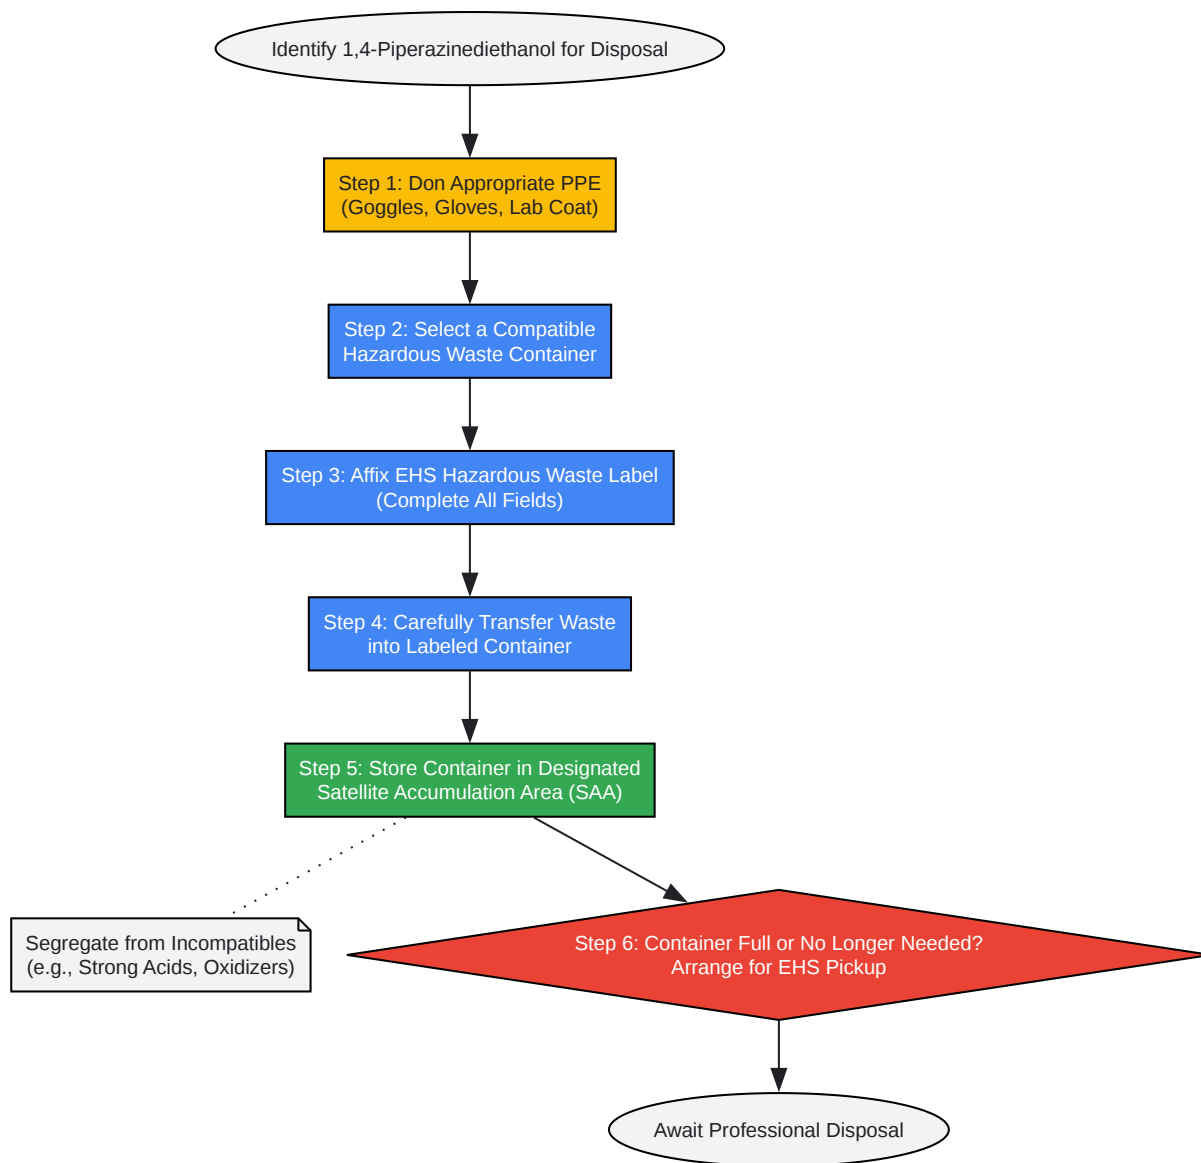 Identify 1,4-Piperazinediethanol for Disposal
Step 1: Don Appropriate PPE
(Goggles, Gloves, Lab Coat)
Step 2: Select a Compatible
Hazardous Waste Container
Step 3: Affix EHS Hazardous Waste Label
(Complete All Fields)
Step 4: Carefully Transfer Waste
into Labeled Container
Step 5: Store Container in Designated
Satellite Accumulation Area (SAA)
Segregate from Incompatibles
(e.g., Strong Acids, Oxidizers)
Step 6: Container Full or No Longer Needed?
Arrange for EHS Pickup
Await Professional Disposal